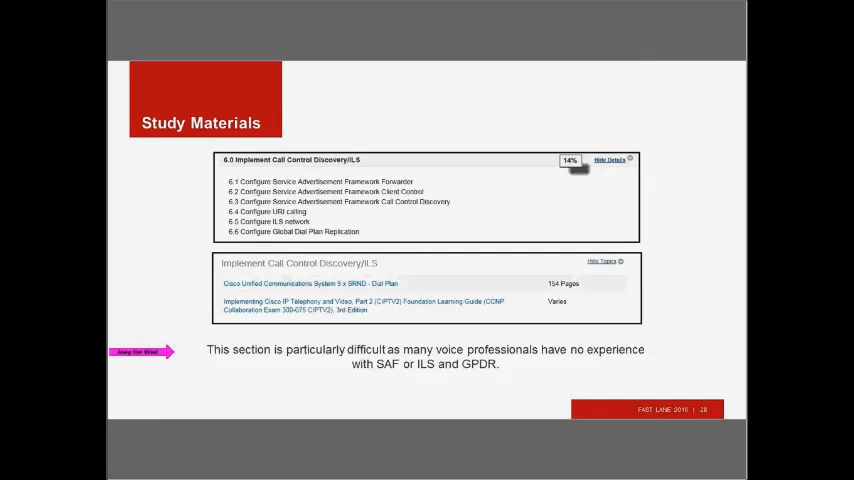 Study Materials
6.0 Implement Call Control Discovery/ILS 14% Hide Details
6.1 Configure Service Advertisement Framework Forwarder
6.2 Configure Service Advertisement Framework Client Control
6.3 Configure Service Advertisement Framework Call Control Discovery
6.4 Configure URI calling
6.5 Configure ILS network
6.6 Configure Global Dial Plan Replication
Implement Call Control Discovery/ILS Hide Topics
Cisco Unified Communications System 9.x SRND - Dial Plan 154 Pages
Implementing Cisco IP Telephony and Video, Part 2 (CIPTV2) Foundation Learning Guide (CCNP Varies
Collaboration Exam 300-075 CIPTV2), 3rd Edition
Joey De Wiel
This section is particularly difficult as many voice professionals have no experience
with SAF or ILS and GPDR.
FAST LANE 2015 | 28